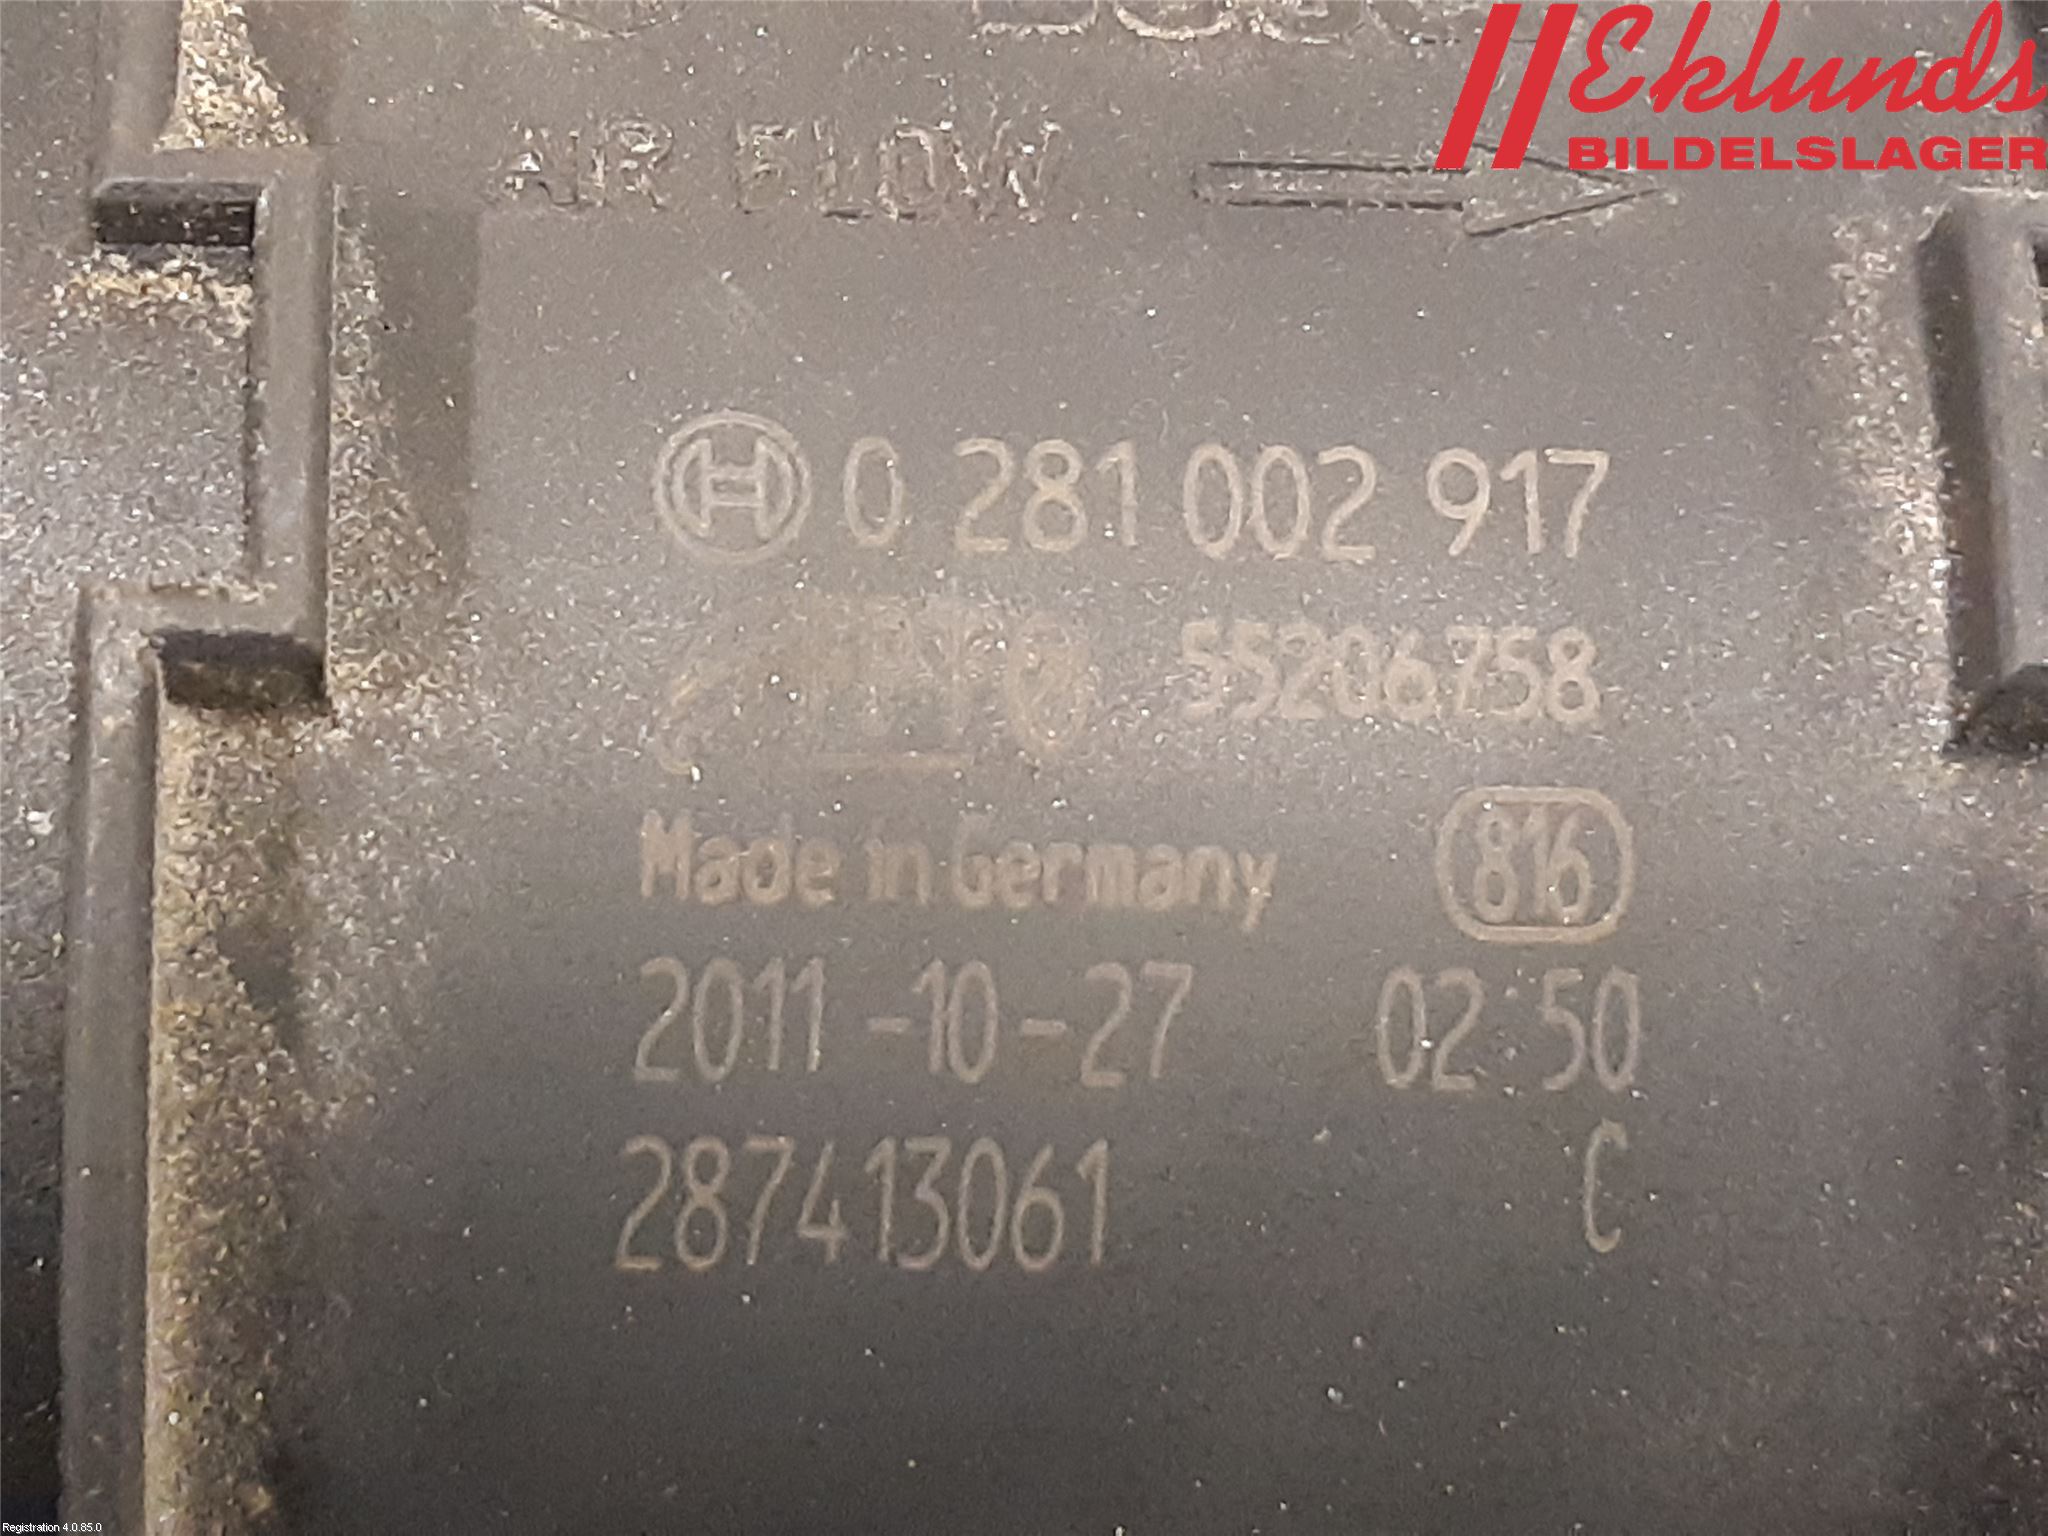 Eklunds
BILDELSLAGER
AIR FLOW
0 281 002 917
55206758
Made in Germany
816
2011-10-27 02:50
287413061 C
Registration 4.0.85.0